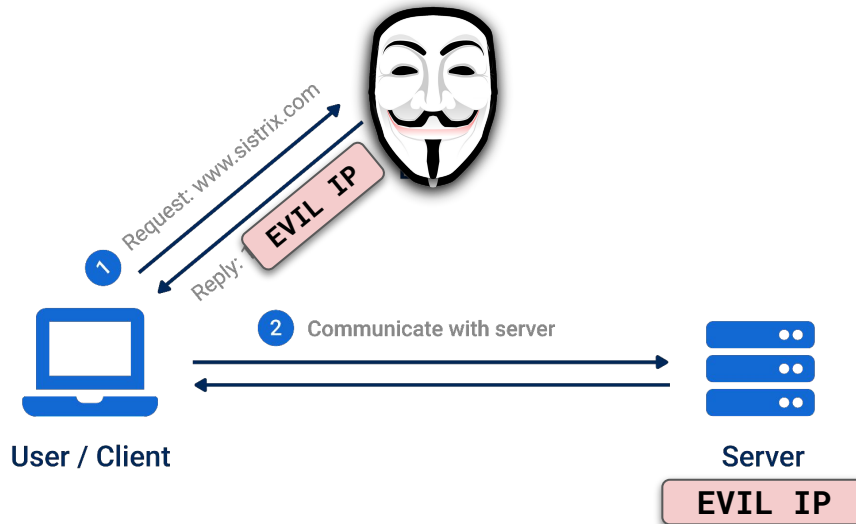 1
Request: www.sistrix.com
EVIL IP
Reply:
2 Communicate with server
User / Client
Server
EVIL IP